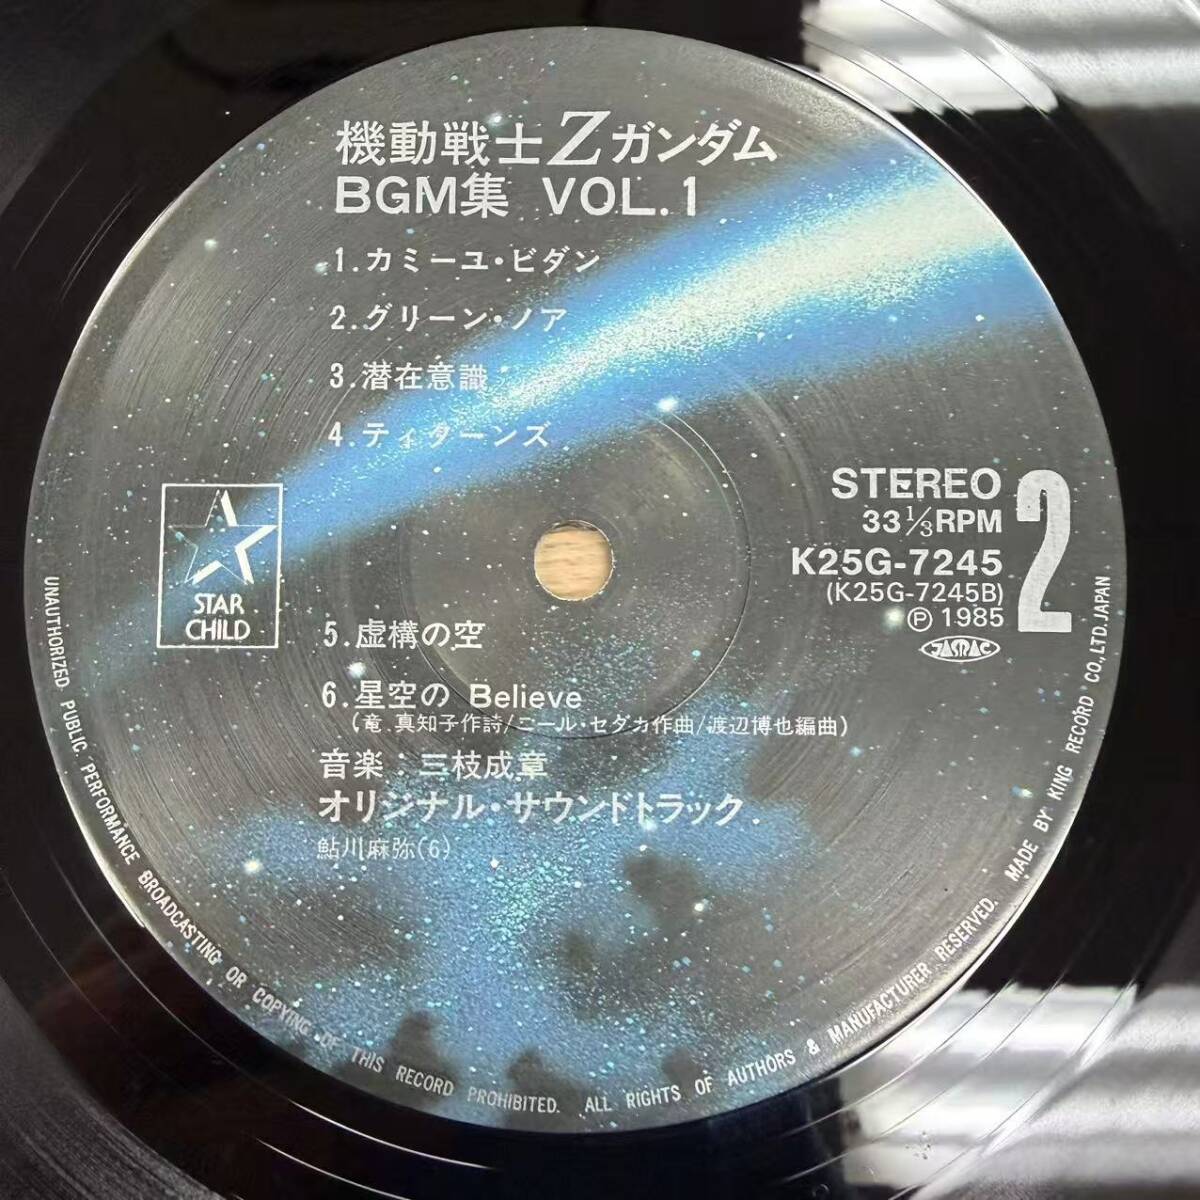 機動戦士Zガンダム
BGM集 VOL.1
1.カミーユ・ビダン
2.グリーン・ノア
3.潜在意識
4.ティターンズ
STAR
CHILD
STEREO
33 1/3 RPM
K25G-7245
(K25G-7245B)
Ⓟ 1985
JASRAC
2
5.虚構の空
6.星空の Believe
(竜 真知子作詩/ニール・セダカ作曲/渡辺博也編曲)
音楽:三枝成章
オリジナル・サウンドトラック
鮎川麻弥(6)
UNAUTHORIZED PUBLIC PERFORMANCE BROADCASTING OR COPYING OF THIS RECORD PROHIBITED. ALL RIGHTS OF AUTHORS & MANUFACTURER RESERVED. MADE BY KING RECORD CO., LTD. JAPAN